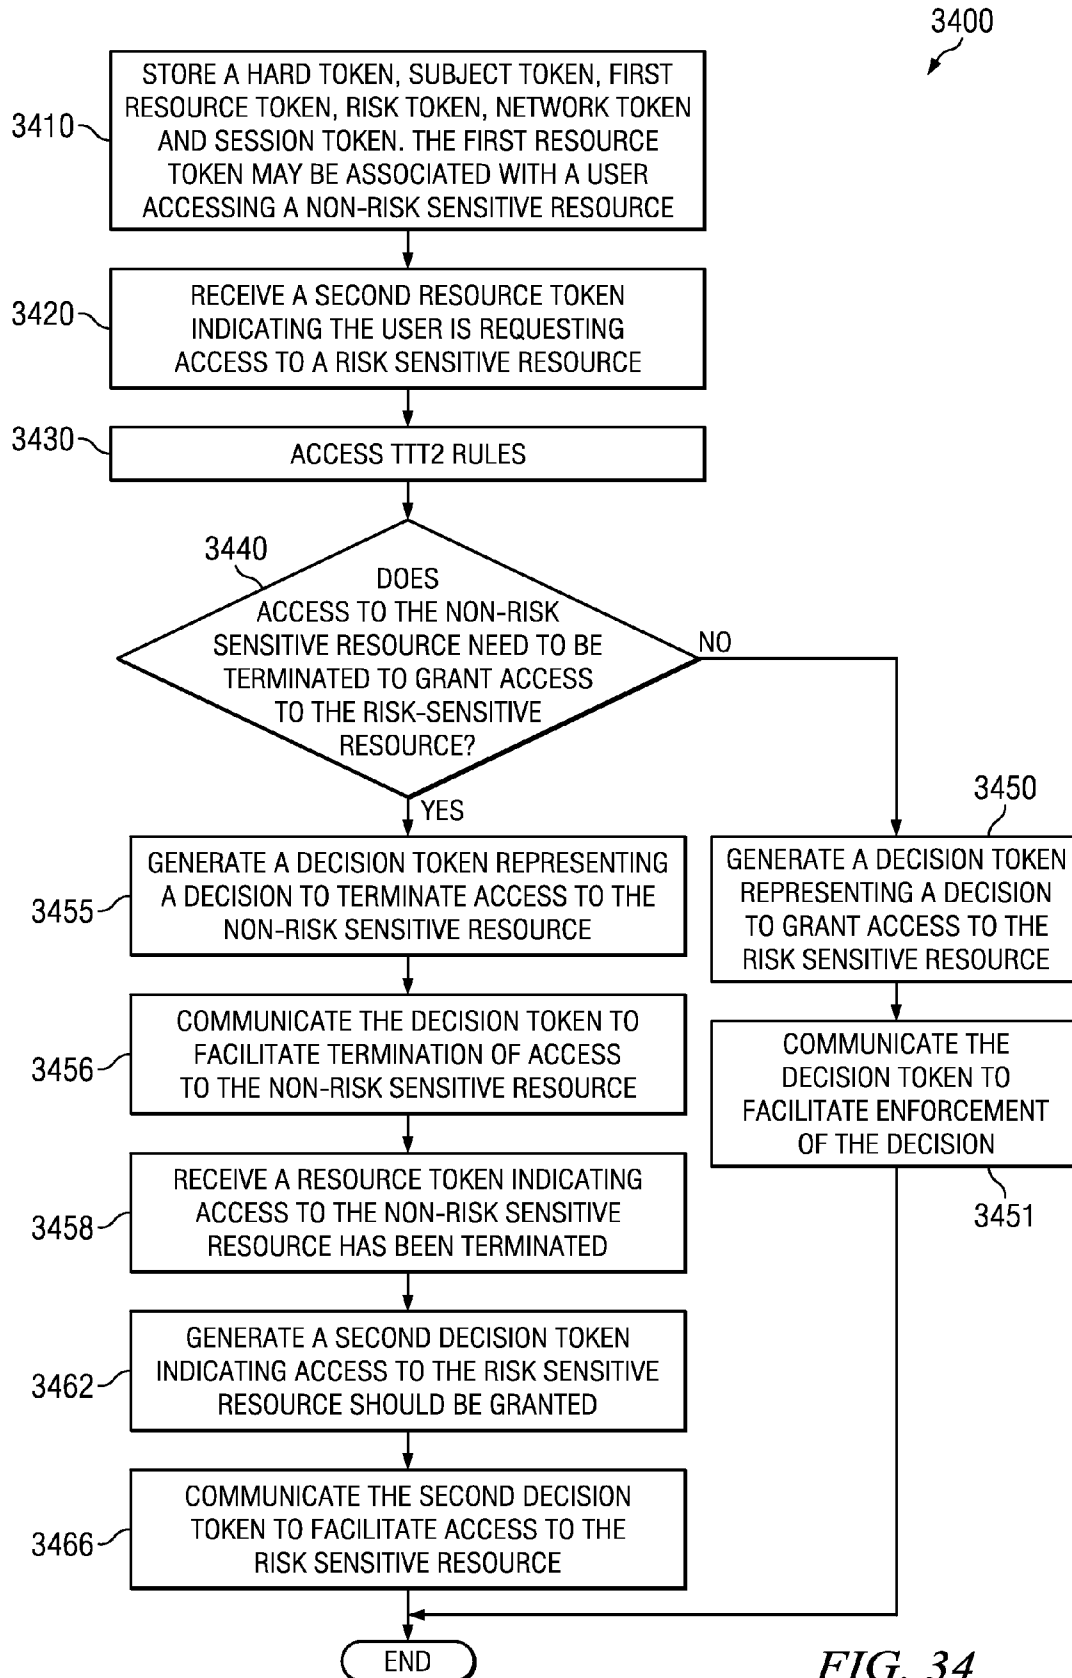 3400
3410
STORE A HARD TOKEN, SUBJECT TOKEN, FIRST
RESOURCE TOKEN, RISK TOKEN, NETWORK TOKEN
AND SESSION TOKEN. THE FIRST RESOURCE
TOKEN MAY BE ASSOCIATED WITH A USER
ACCESSING A NON-RISK SENSITIVE RESOURCE
3420
RECEIVE A SECOND RESOURCE TOKEN
INDICATING THE USER IS REQUESTING
ACCESS TO A RISK SENSITIVE RESOURCE
3430
ACCESS TTT2 RULES
3440
DOES
ACCESS TO THE NON-RISK
SENSITIVE RESOURCE NEED TO BE
TERMINATED TO GRANT ACCESS
TO THE RISK-SENSITIVE
RESOURCE?
NO
YES
3450
GENERATE A DECISION TOKEN
REPRESENTING A DECISION
TO GRANT ACCESS TO THE
RISK SENSITIVE RESOURCE
COMMUNICATE THE
DECISION TOKEN TO
FACILITATE ENFORCEMENT
OF THE DECISION
3451
3455
GENERATE A DECISION TOKEN REPRESENTING
A DECISION TO TERMINATE ACCESS TO THE
NON-RISK SENSITIVE RESOURCE
3456
COMMUNICATE THE DECISION TOKEN TO
FACILITATE TERMINATION OF ACCESS
TO THE NON-RISK SENSITIVE RESOURCE
3458
RECEIVE A RESOURCE TOKEN INDICATING
ACCESS TO THE NON-RISK SENSITIVE
RESOURCE HAS BEEN TERMINATED
3462
GENERATE A SECOND DECISION TOKEN
INDICATING ACCESS TO THE RISK SENSITIVE
RESOURCE SHOULD BE GRANTED
3466
COMMUNICATE THE SECOND DECISION
TOKEN TO FACILITATE ACCESS TO THE
RISK SENSITIVE RESOURCE
END
FIG. 34